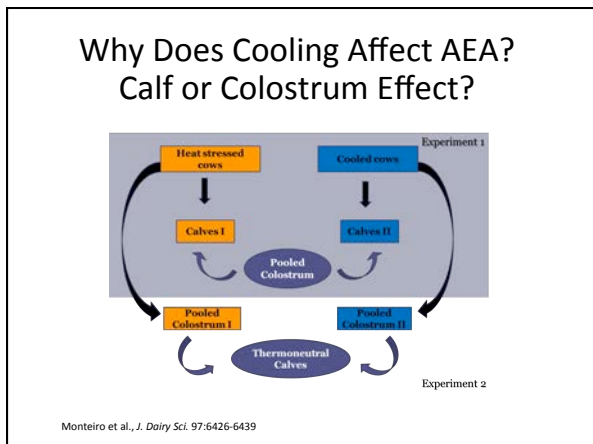 Why Does Cooling Affect AEA?
Calf or Colostrum Effect?
Experiment 1
Heat stressed
cows
Cooled cows
Calves I
Calves II
Pooled
Colostrum
Pooled
Colostrum I
Pooled
Colostrum II
Thermoneutral
Calves
Experiment 2
Monteiro et al., J. Dairy Sci. 97:6426-6439